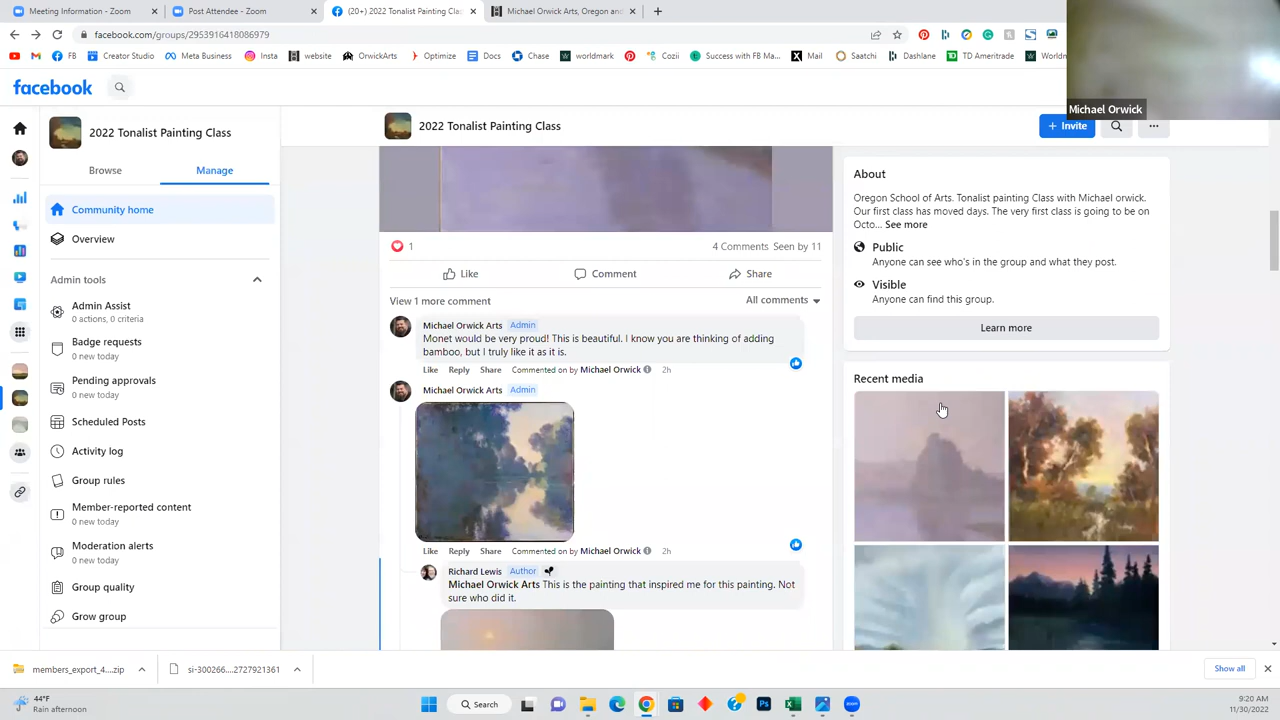 Meeting Information - Zoom
Post Attendee - Zoom
(20+) 2022 Tonalist Painting Clas
Michael Orwick Arts, Oregon and
facebook.com/groups/2953916418086979
FB
Creator Studio
Meta Business
Insta
website
OrwickArts
Optimize
Docs
Chase
worldmark
Cozii
Success with FB Ma...
Mail
Saatchi
Dashlane
TD Ameritrade
Michael Orwick
facebook
2022 Tonalist Painting Class
Browse
Manage
Community home
Overview
Admin tools
Admin Assist
0 actions, 0 criteria
Badge requests
0 new today
Pending approvals
0 new today
Scheduled Posts
Activity log
Group rules
Member-reported content
0 new today
Moderation alerts
0 new today
Group quality
Grow group
2022 Tonalist Painting Class
+ Invite
1
4 Comments Seen by 11
Like
Comment
Share
View 1 more comment
All comments
Michael Orwick Arts Admin
Monet would be very proud! This is beautiful. I know you are thinking of adding
bamboo, but I truly like it as it is.
Like Reply Share Commented on by Michael Orwick 2h
Michael Orwick Arts Admin
Like Reply Share Commented on by Michael Orwick 2h
Richard Lewis Author
Michael Orwick Arts This is the painting that inspired me for this painting. Not
sure who did it.
About
Oregon School of Arts. Tonalist painting Class with Michael orwick.
Our first class has moved days. The very first class is going to be on
Octo... See more
Public
Anyone can see who's in the group and what they post.
Visible
Anyone can find this group.
Learn more
Recent media
members_export_4....zip
si-300266....2727921361
Show all
44°F
Rain afternoon
Search
9:20 AM
11/30/2022